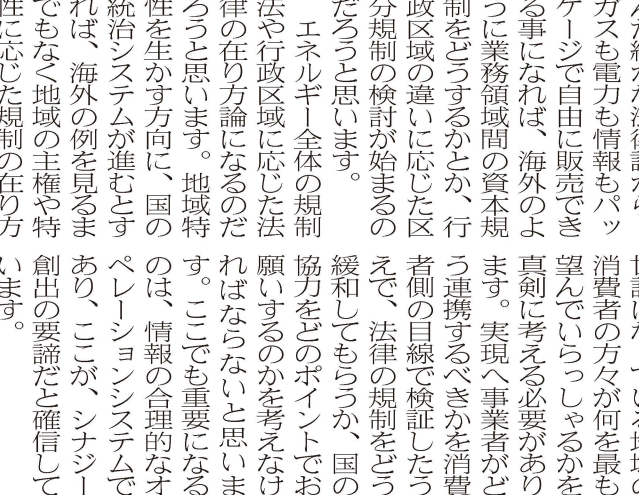 ガスも電力も情報もパッ
ケージで自由に販売でき
る事になれば、海外のよ
うに業務領域間の資本規
制をどうするかとか、行
政区域の違いに応じた区
分規制の検討が始まるの
だろうと思います。
エネルギー全体の規制
法や行政区域に応じた法
律の在り方論になるのだ
ろうと思います。地域特
性を生かす方向に、国の
統治システムが進むとす
れば、海外の例を見るま
でもなく地域の主権や特
性に応じた規制の在り方
消費者の方々が何を最も
望んでいらっしゃるかを
真剣に考える必要があり
ます。実現へ事業者がど
う連携するべきかを消費
者側の目線で検証したう
えで、法律の規制をどう
緩和してもらうか、国の
協力をどのポイントでお
願いするのかを考えなけ
ればならないと思いま
す。ここでも重要になる
のは、情報の合理的なオ
ペレーションシステムで
あり、ここが、シナジー
創出の要諦だと確信して
います。